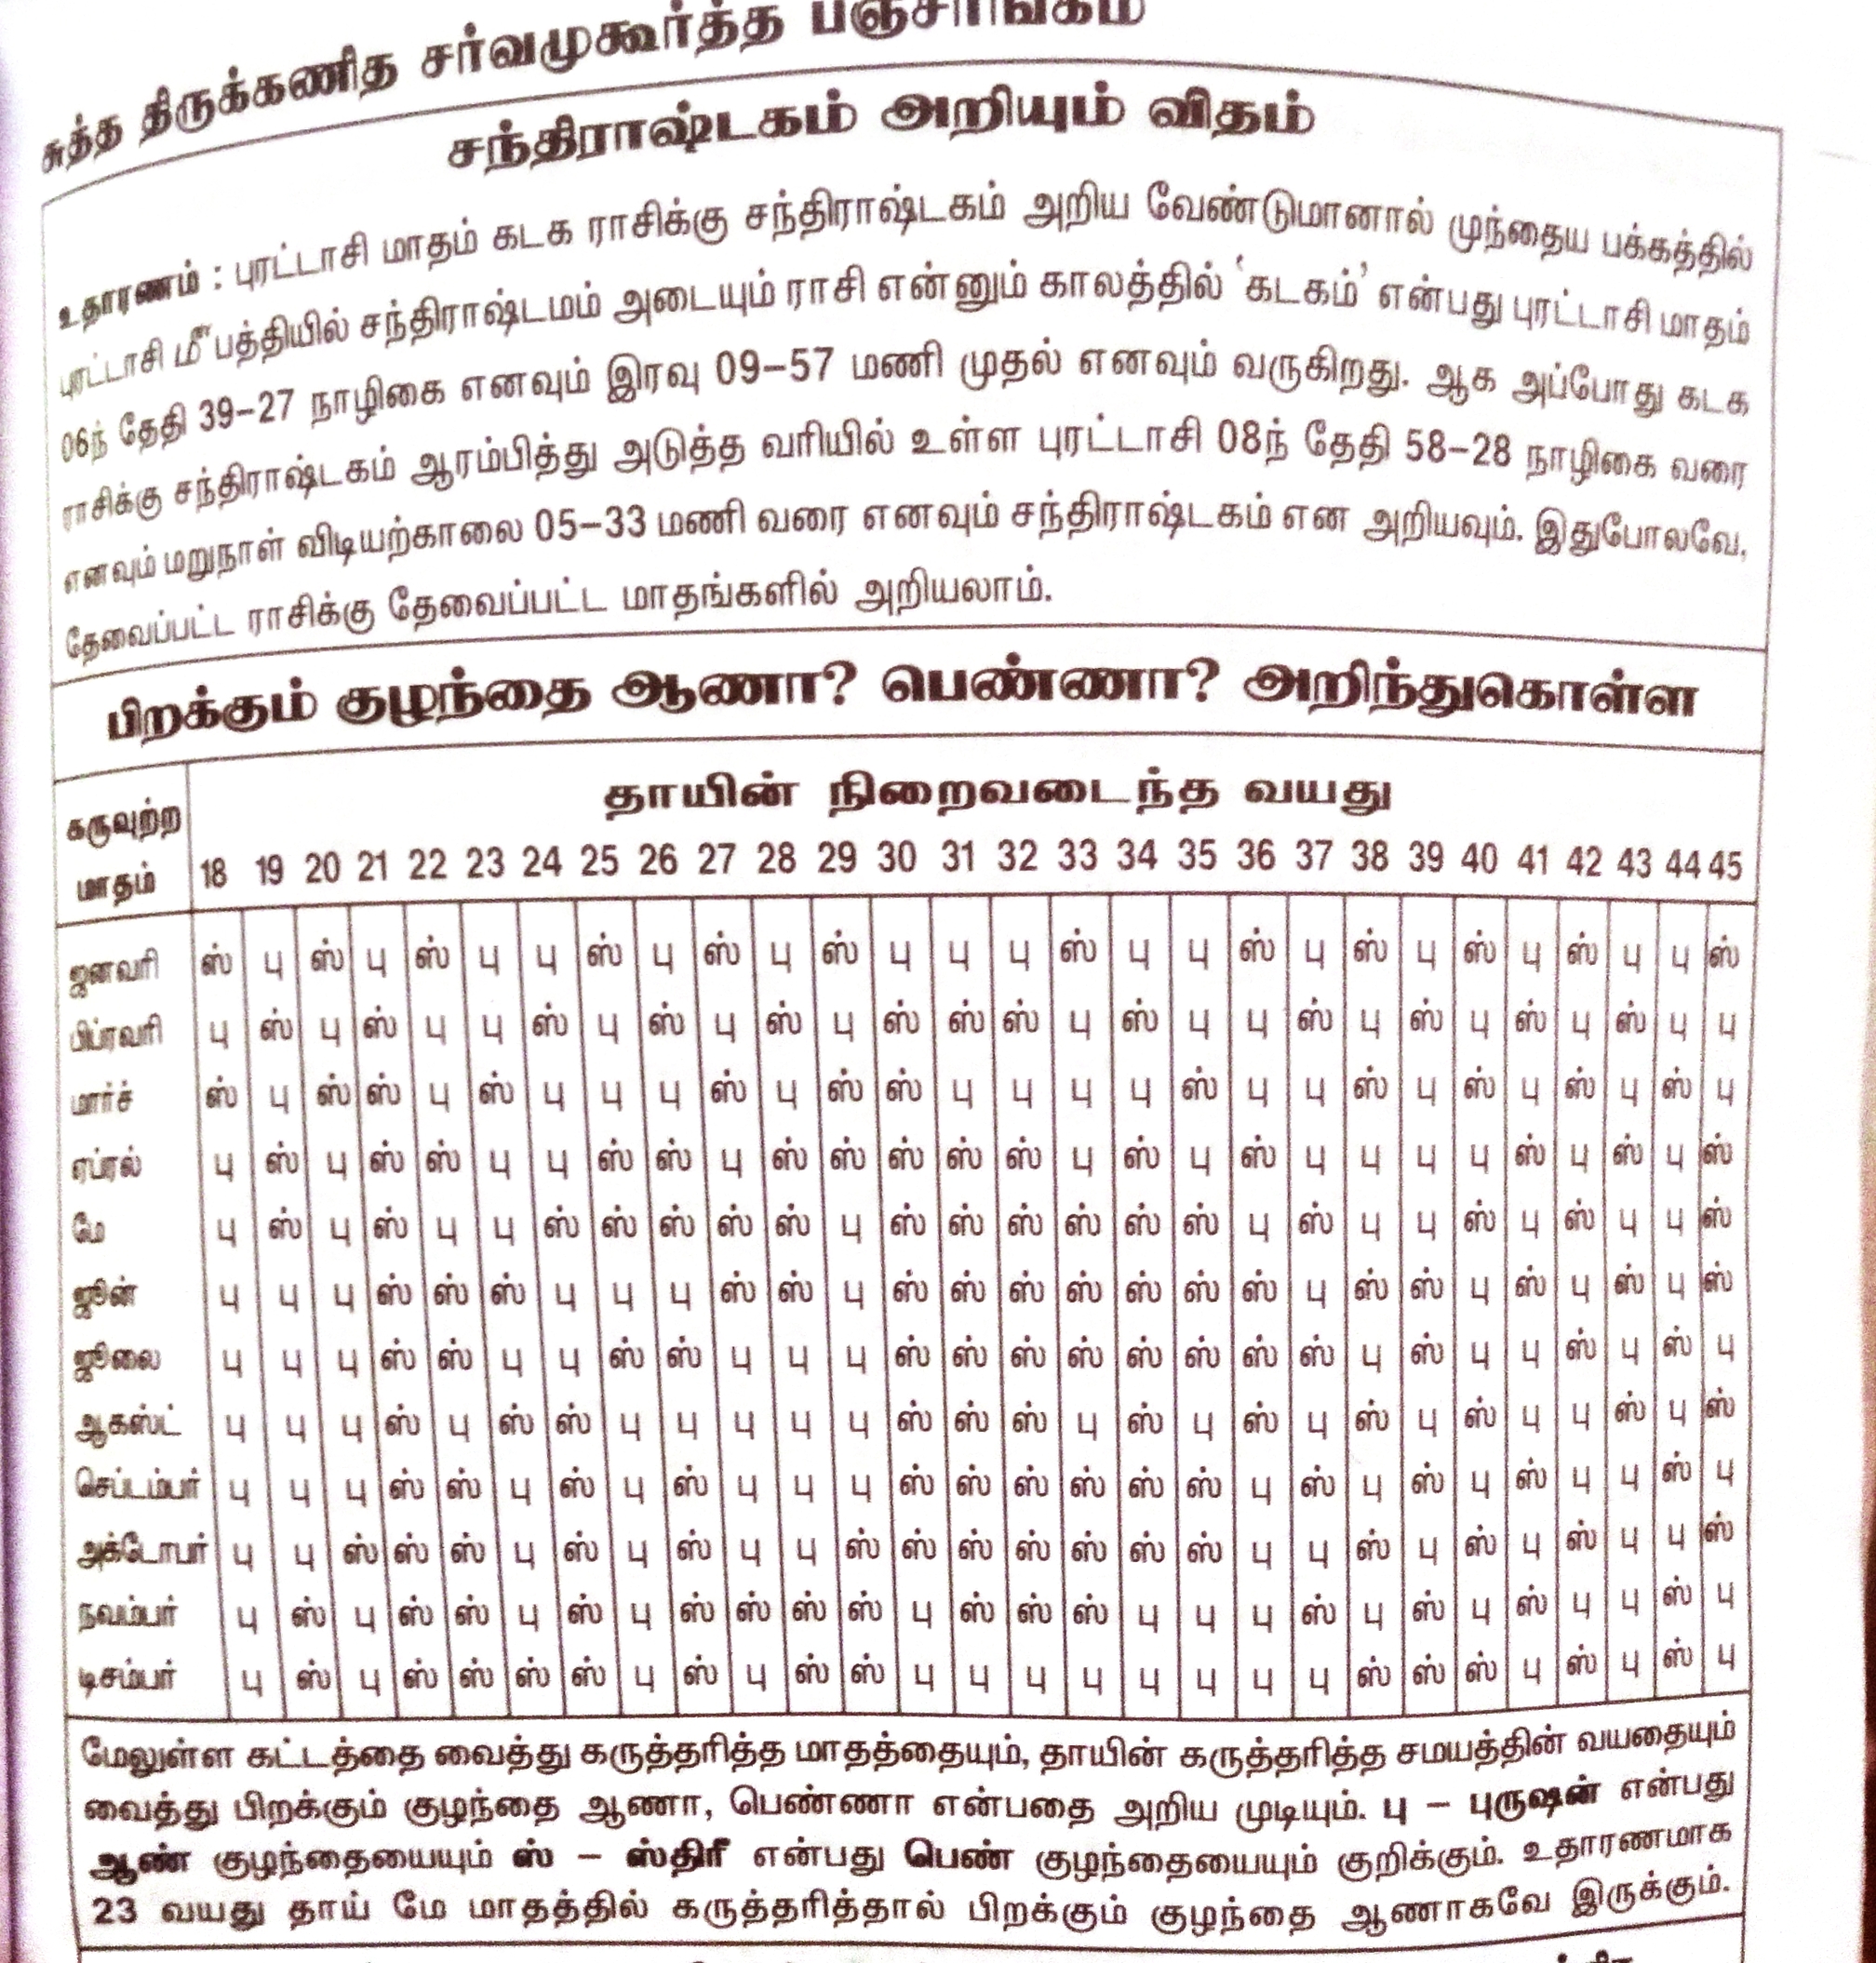 சுத்த திருக்கணித சர்வமுகூர்த்த பஞ்சாங்கம்
சந்திராஷ்டகம் அறியும் விதம்
உதாரணம் : புரட்டாசி மாதம் கடக ராசிக்கு சந்திராஷ்டகம் அறிய வேண்டுமானால் முந்தைய பக்கத்தில்
புரட்டாசி மீ" பத்தியில் சந்திராஷ்டமம் அடையும் ராசி என்னும் காலத்தில் 'கடகம்' என்பது புரட்டாசி மாதம்
06ந் தேதி 39–27 நாழிகை எனவும் இரவு 09–57 மணி முதல் எனவும் வருகிறது. ஆக அப்போது கடக
ராசிக்கு சந்திராஷ்டகம் ஆரம்பித்து அடுத்த வரியில் உள்ள புரட்டாசி 08ந் தேதி 58–28 நாழிகை வரை
எனவும் மறுநாள் விடியற்காலை 05–33 மணி வரை எனவும் சந்திராஷ்டகம் என அறியவும். இதுபோலவே,
தேவைப்பட்ட ராசிக்கு தேவைப்பட்ட மாதங்களில் அறியலாம்.
பிறக்கும் குழந்தை ஆணா? பெண்ணா? அறிந்துகொள்ள
கருவுற்ற மாதம்
தாயின் நிறைவடைந்த வயது
18 19 20 21 22 23 24 25 26 27 28 29 30 31 32 33 34 35 36 37 38 39 40 41 42 43 44 45
ஜனவரி ஸ் பு ஸ் பு ஸ் பு பு ஸ் பு ஸ் பு ஸ் பு பு பு ஸ் பு பு ஸ் பு ஸ் பு ஸ் பு ஸ் பு பு ஸ்
பிப்ரவரி பு ஸ் பு ஸ் பு பு ஸ் பு ஸ் பு ஸ் பு ஸ் ஸ் ஸ் பு ஸ் பு பு ஸ் பு ஸ் பு ஸ் பு ஸ் பு பு
மார்ச் ஸ் பு ஸ் ஸ் பு ஸ் பு பு பு ஸ் பு ஸ் ஸ் பு பு பு பு ஸ் பு பு ஸ் பு ஸ் பு ஸ் பு ஸ் பு
ஏப்ரல் பு ஸ் பு ஸ் ஸ் பு பு ஸ் ஸ் பு ஸ் ஸ் ஸ் ஸ் ஸ் பு ஸ் பு ஸ் பு பு பு பு ஸ் பு ஸ் பு ஸ்
மே பு ஸ் பு ஸ் பு பு ஸ் ஸ் ஸ் ஸ் ஸ் பு ஸ் ஸ் ஸ் ஸ் ஸ் ஸ் பு ஸ் பு பு ஸ் பு ஸ் பு பு ஸ்
ஜூன் பு பு பு ஸ் ஸ் ஸ் பு பு பு ஸ் ஸ் பு ஸ் ஸ் ஸ் ஸ் ஸ் ஸ் ஸ் பு ஸ் ஸ் பு ஸ் பு ஸ் பு ஸ்
ஜூலை பு பு பு ஸ் ஸ் பு பு ஸ் ஸ் பு பு பு ஸ் ஸ் ஸ் ஸ் ஸ் ஸ் ஸ் ஸ் பு ஸ் பு பு ஸ் பு ஸ் பு
ஆகஸ்ட் பு பு பு ஸ் பு ஸ் ஸ் பு பு பு பு பு ஸ் ஸ் ஸ் பு ஸ் பு ஸ் பு ஸ் பு ஸ் பு பு ஸ் பு ஸ்
செப்டம்பர் பு பு பு ஸ் ஸ் பு ஸ் பு ஸ் பு பு பு ஸ் ஸ் ஸ் ஸ் ஸ் ஸ் பு ஸ் பு ஸ் பு ஸ் பு பு ஸ் பு
அக்டோபர் பு பு ஸ் ஸ் ஸ் பு ஸ் பு ஸ் பு பு ஸ் ஸ் ஸ் ஸ் ஸ் ஸ் ஸ் பு பு ஸ் பு ஸ் பு ஸ் பு பு ஸ்
நவம்பர் பு ஸ் பு ஸ் ஸ் பு ஸ் பு ஸ் ஸ் ஸ் ஸ் பு ஸ் ஸ் ஸ் பு பு பு ஸ் பு ஸ் பு ஸ் பு பு ஸ் பு
டிசம்பர் பு ஸ் பு ஸ் ஸ் ஸ் ஸ் பு ஸ் பு ஸ் ஸ் பு பு பு பு பு பு பு பு ஸ் ஸ் ஸ் பு ஸ் பு ஸ் பு
மேலுள்ள கட்டத்தை வைத்து கருத்தரித்த மாதத்தையும், தாயின் கருத்தரித்த சமயத்தின் வயதையும்
வைத்து பிறக்கும் குழந்தை ஆணா, பெண்ணா என்பதை அறிய முடியும். பு – புருஷன் என்பது
ஆண் குழந்தையையும் ஸ் – ஸ்திரீ என்பது பெண் குழந்தையையும் குறிக்கும். உதாரணமாக
23 வயது தாய் மே மாதத்தில் கருத்தரித்தால் பிறக்கும் குழந்தை ஆணாகவே இருக்கும்.